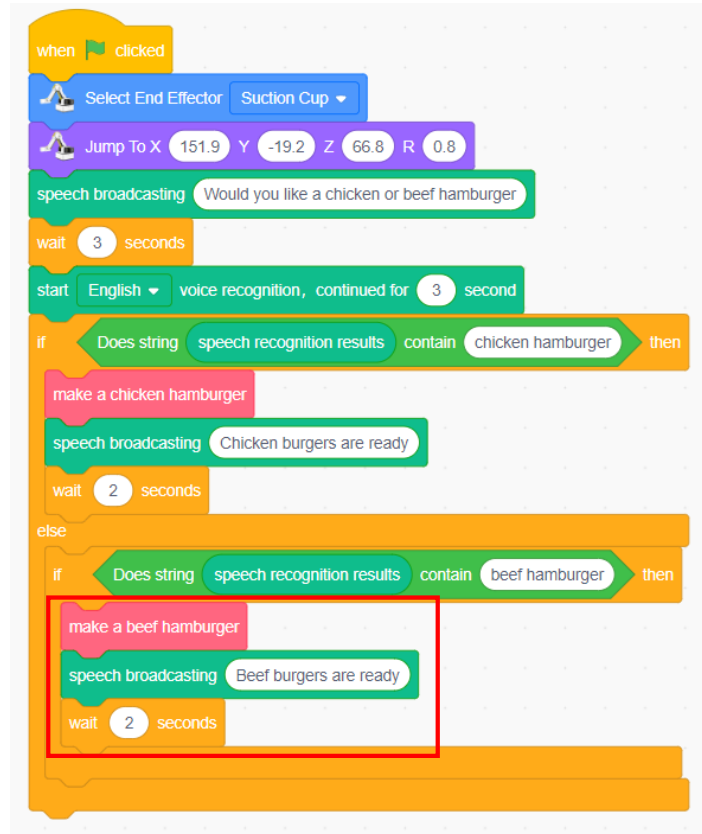 when clicked
Select End Effector Suction Cup
Jump To X 151.9 Y -19.2 Z 66.8 R 0.8
speech broadcasting Would you like a chicken or beef hamburger
wait 3 seconds
start English voice recognition, continued for 3 second
if Does string speech recognition results contain chicken hamburger then
make a chicken hamburger
speech broadcasting Chicken burgers are ready
wait 2 seconds
else
if Does string speech recognition results contain beef hamburger then
make a beef hamburger
speech broadcasting Beef burgers are ready
wait 2 seconds